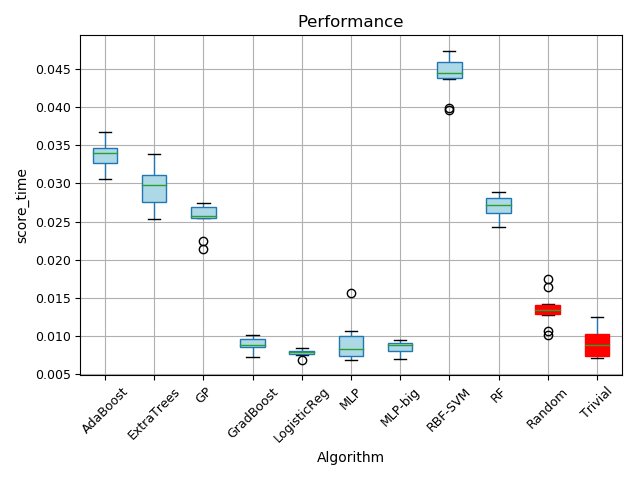 Performance
score_time
0.045
0.040
0.035
0.030
0.025
0.020
0.015
0.010
0.005
AdaBoost
ExtraTrees
GP
GradBoost
LogisticReg
MLP
MLP-big
RBF-SVM
RF
Random
Trivial
Algorithm